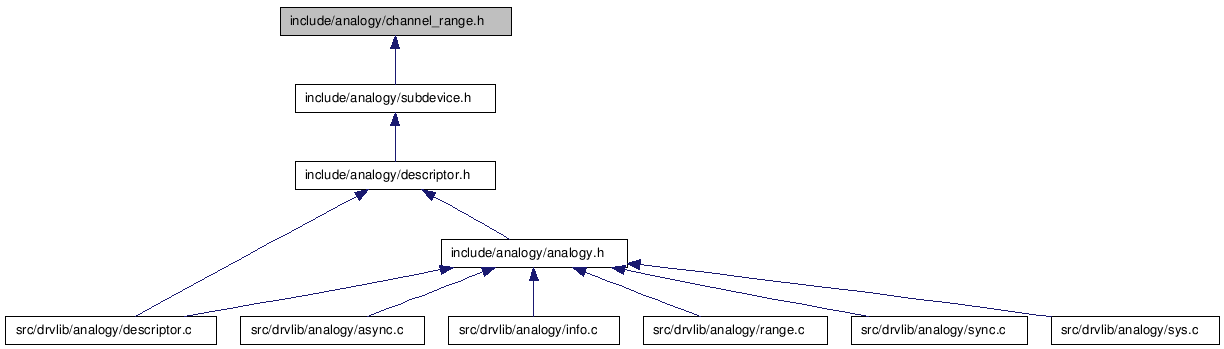 include/analogy/channel_range.h
include/analogy/subdevice.h
include/analogy/descriptor.h
include/analogy/analogy.h
src/drvlib/analogy/descriptor.c
src/drvlib/analogy/async.c
src/drvlib/analogy/info.c
src/drvlib/analogy/range.c
src/drvlib/analogy/sync.c
src/drvlib/analogy/sys.c